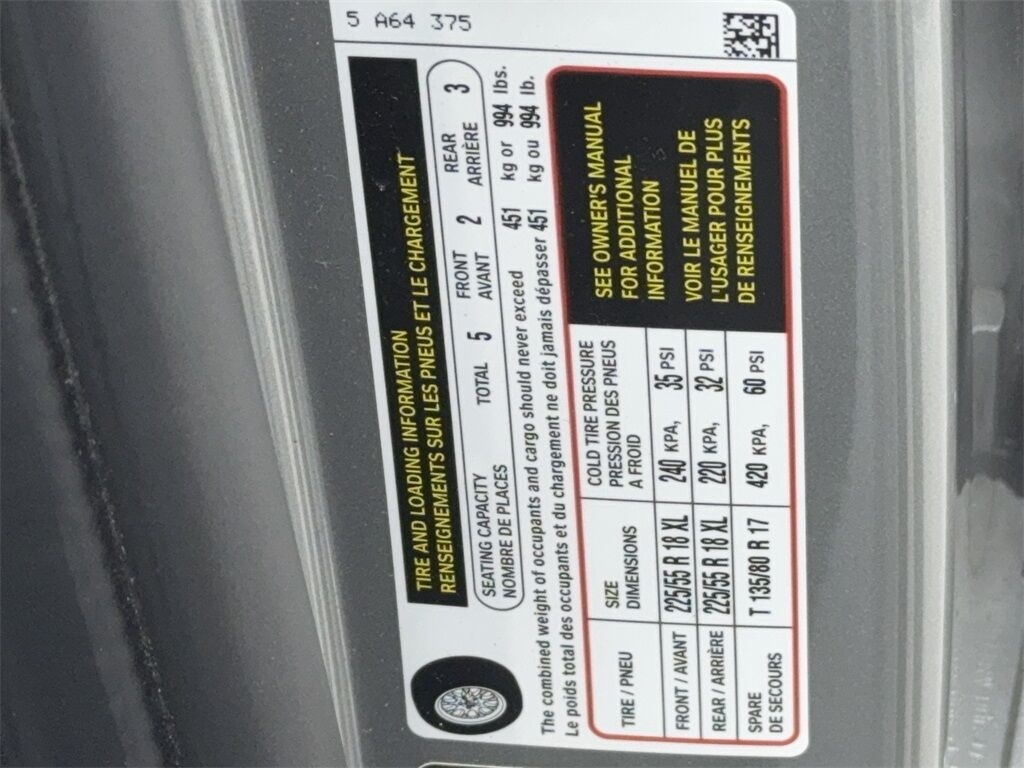 5 A64 375
TIRE AND LOADING INFORMATION
RENSEIGNEMENTS SUR LES PNEUS ET LE CHARGEMENT
SEATING CAPACITY TOTAL 5 FRONT 2 REAR 3
NOMBRE DE PLACES AVANT ARRIÈRE
The combined weight of occupants and cargo should never exceed 451 kg or 994 lbs.
Le poids total des occupants et du chargement ne doit jamais dépasser 451 kg ou 994 lb.
TIRE / PNEU
SIZE
DIMENSIONS
COLD TIRE PRESSURE
PRESSION DES PNEUS
A FROID
FRONT / AVANT 225/55 R 18 XL 240 KPA, 35 PSI
REAR / ARRIÈRE 225/55 R 18 XL 220 KPA, 32 PSI
SPARE
DE SECOURS
T 135/80 R 17 420 KPA, 60 PSI
SEE OWNER'S MANUAL
FOR ADDITIONAL
INFORMATION
VOIR LE MANUEL DE
L'USAGER POUR PLUS
DE RENSEIGNEMENTS